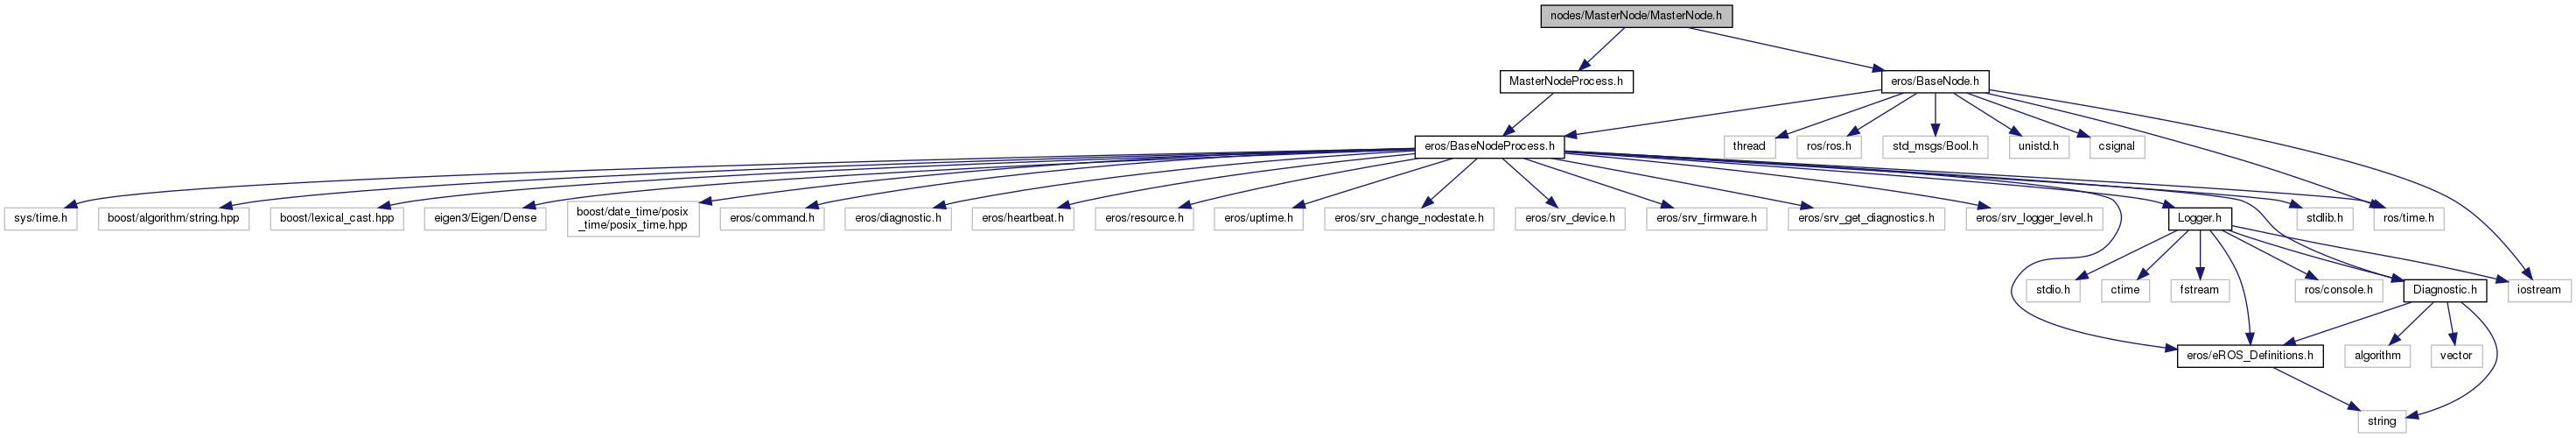 nodes/MasterNode/MasterNode.h
MasterNodeProcess.h
eros/BaseNode.h
eros/BaseNodeProcess.h
thread
ros/ros.h
std_msgs/Bool.h
unistd.h
csignal
sys/time.h
boost/algorithm/string.hpp
boost/lexical_cast.hpp
eigen3/Eigen/Dense
boost/date_time/posix
_time/posix_time.hpp
eros/command.h
eros/diagnostic.h
eros/heartbeat.h
eros/resource.h
eros/uptime.h
eros/srv_change_nodestate.h
eros/srv_device.h
eros/srv_firmware.h
eros/srv_get_diagnostics.h
eros/srv_logger_level.h
Logger.h
stdlib.h
ros/time.h
stdio.h
ctime
fstream
ros/console.h
Diagnostic.h
iostream
eros/eROS_Definitions.h
algorithm
vector
string